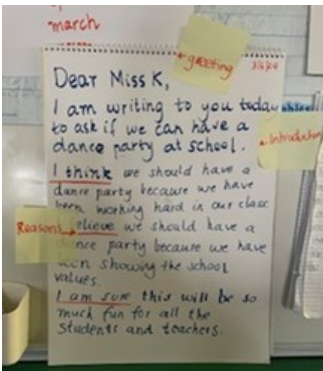 march
greeting
Dear Miss K,
I am writing to you today
to ask if we can have a
dance party at school.
Introduction
I think we should have a
dance party because we have
been working hard in our class
Reasons
believe we should have a
dance party because we have
been showing the school
values.
I am sure this will be so
much fun for all the
students and teachers.